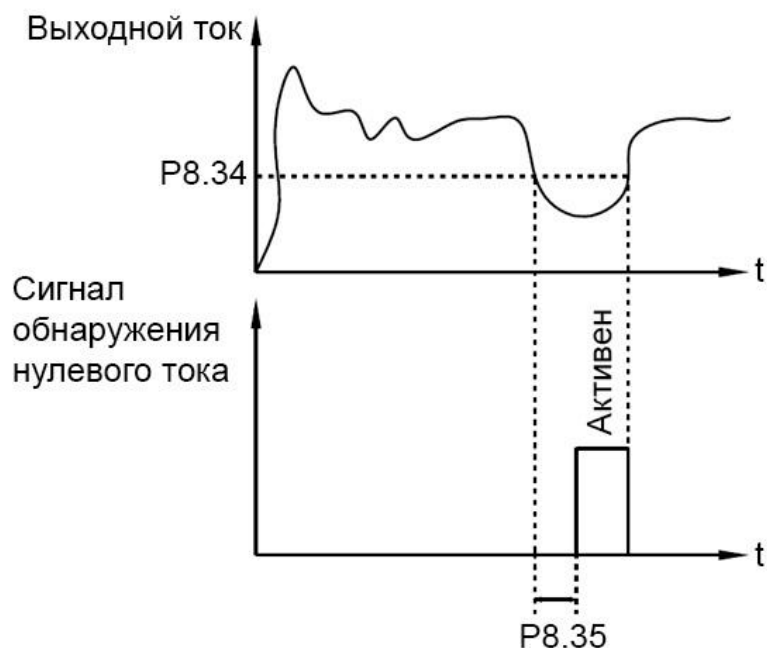 Выходной ток
P8.34
t
Сигнал
обнаружения
нулевого тока
Активен
t
P8.35